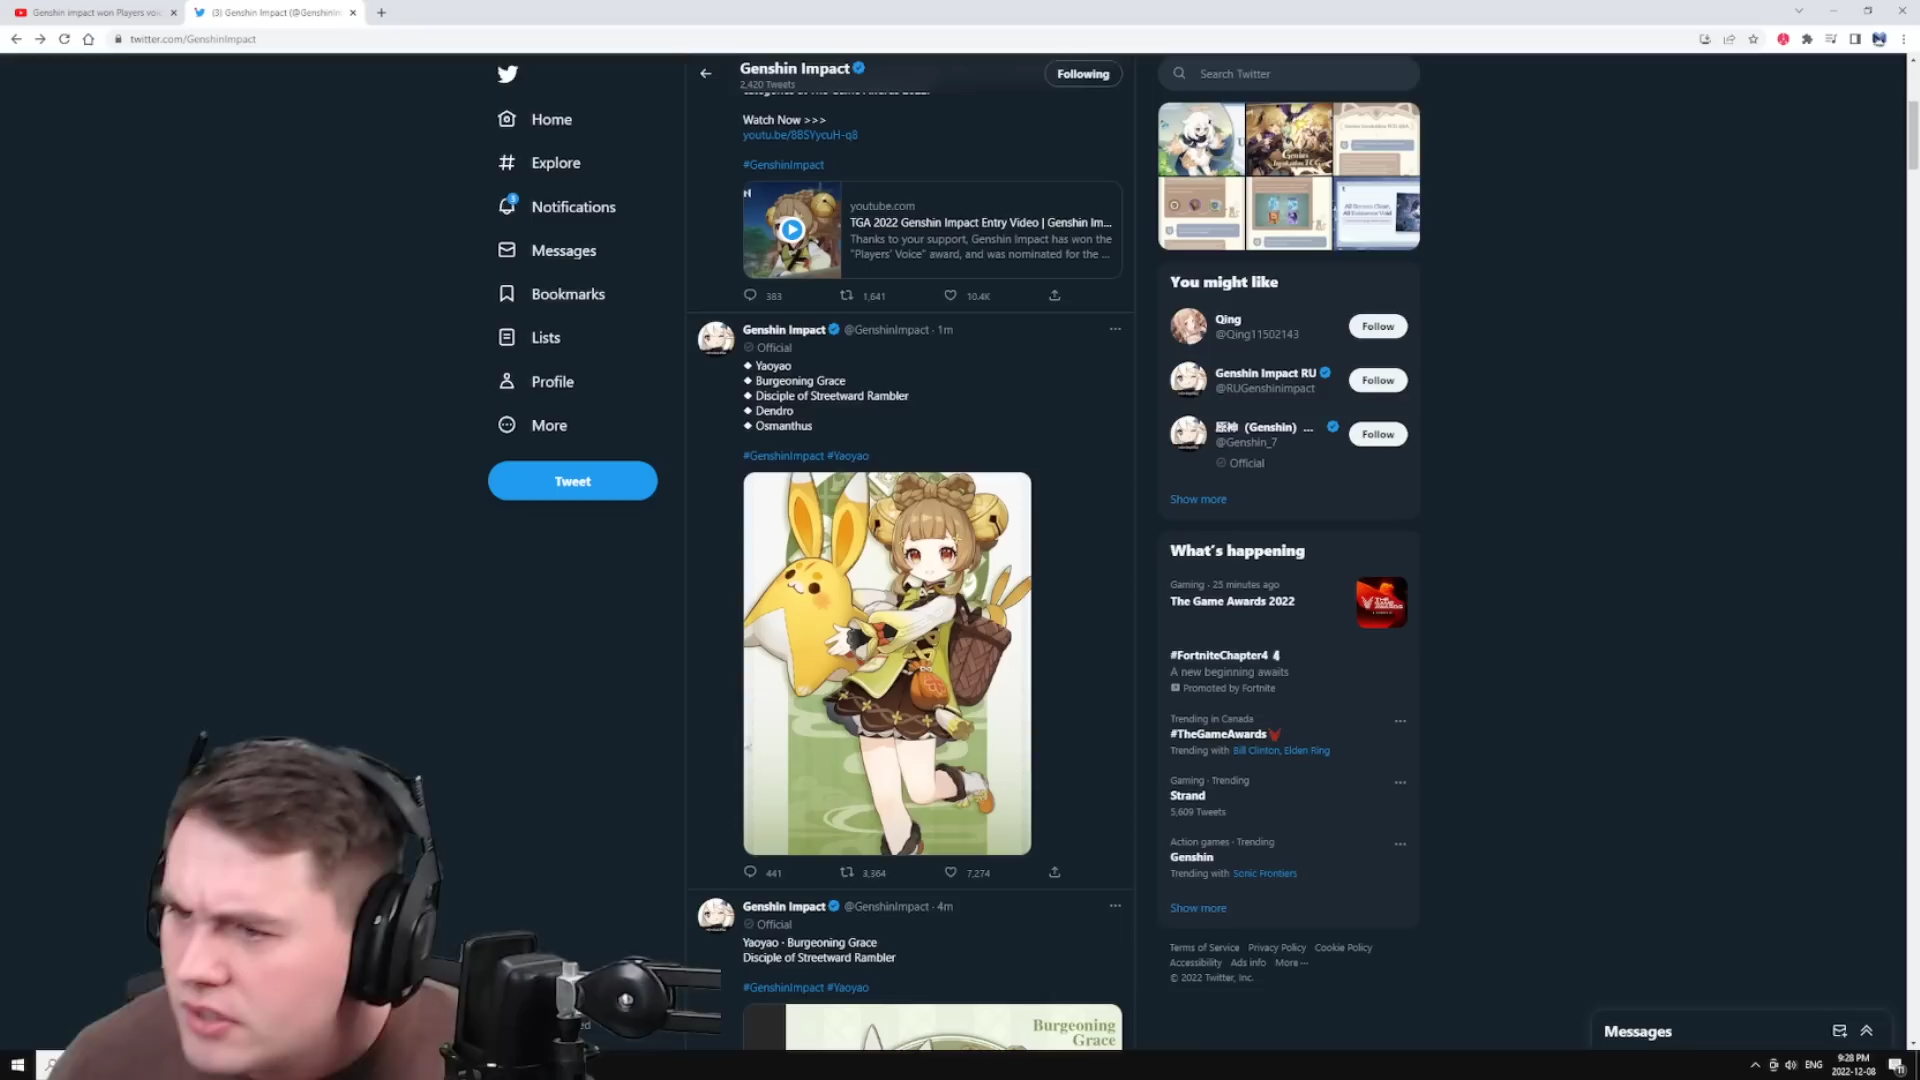 Genshin impact won Players voi
(3) Genshin Impact (@GenshinIm
twitter.com/GenshinImpact
Home
Explore
3
Notifications
Messages
Bookmarks
Lists
Profile
More
Tweet
Genshin Impact
2,420 Tweets
Following
Watch Now >>>
youtu.be/8BSYycuH-q8
#GenshinImpact
youtube.com
TGA 2022 Genshin Impact Entry Video | Genshin Im...
Thanks to your support, Genshin Impact has won the
"Players' Voice" award, and was nominated for the ...
383
1,641
10.4K
Genshin Impact @GenshinImpact · 1m
Official
◆ Yaoyao
◆ Burgeoning Grace
◆ Disciple of Streetward Rambler
◆ Dendro
◆ Osmanthus
#GenshinImpact #Yaoyao
441
3,364
7,274
Genshin Impact @GenshinImpact · 4m
Official
Yaoyao · Burgeoning Grace
Disciple of Streetward Rambler
#GenshinImpact #Yaoyao
Burgeoning
Grace
Search Twitter
You might like
Qing
@Qing11502143
Follow
Genshin Impact RU
@RUGenshinimpact
Follow
原神 (Genshin) ...
@Genshin_7
Official
Follow
Show more
What's happening
Gaming · 25 minutes ago
The Game Awards 2022
#FortniteChapter4
A new beginning awaits
Promoted by Fortnite
Trending in Canada
#TheGameAwards
Trending with Bill Clinton, Elden Ring
Gaming · Trending
Strand
5,609 Tweets
Action games · Trending
Genshin
Trending with Sonic Frontiers
Show more
Terms of Service Privacy Policy Cookie Policy
Accessibility Ads info More ···
© 2022 Twitter, Inc.
Messages
ENG
9:28 PM
2022-12-08